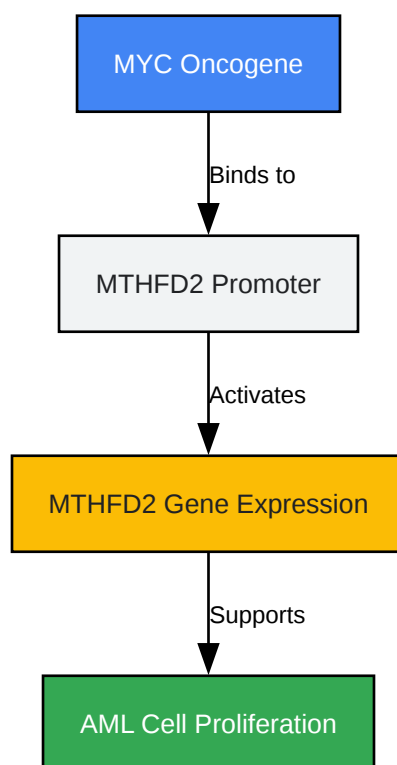 MYC Oncogene
Binds to
MTHFD2 Promoter
Activates
MTHFD2 Gene Expression
Supports
AML Cell Proliferation